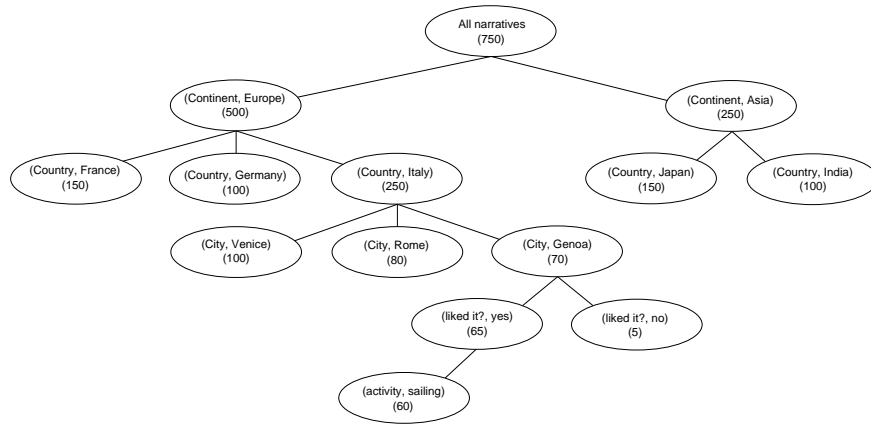 All narratives
(750)
(Continent, Europe)
(500)
(Continent, Asia)
(250)
(Country, France)
(150)
(Country, Germany)
(100)
(Country, Italy)
(250)
(Country, Japan)
(150)
(Country, India)
(100)
(City, Venice)
(100)
(City, Rome)
(80)
(City, Genoa)
(70)
(liked it?, yes)
(65)
(liked it?, no)
(5)
(activity, sailing)
(60)